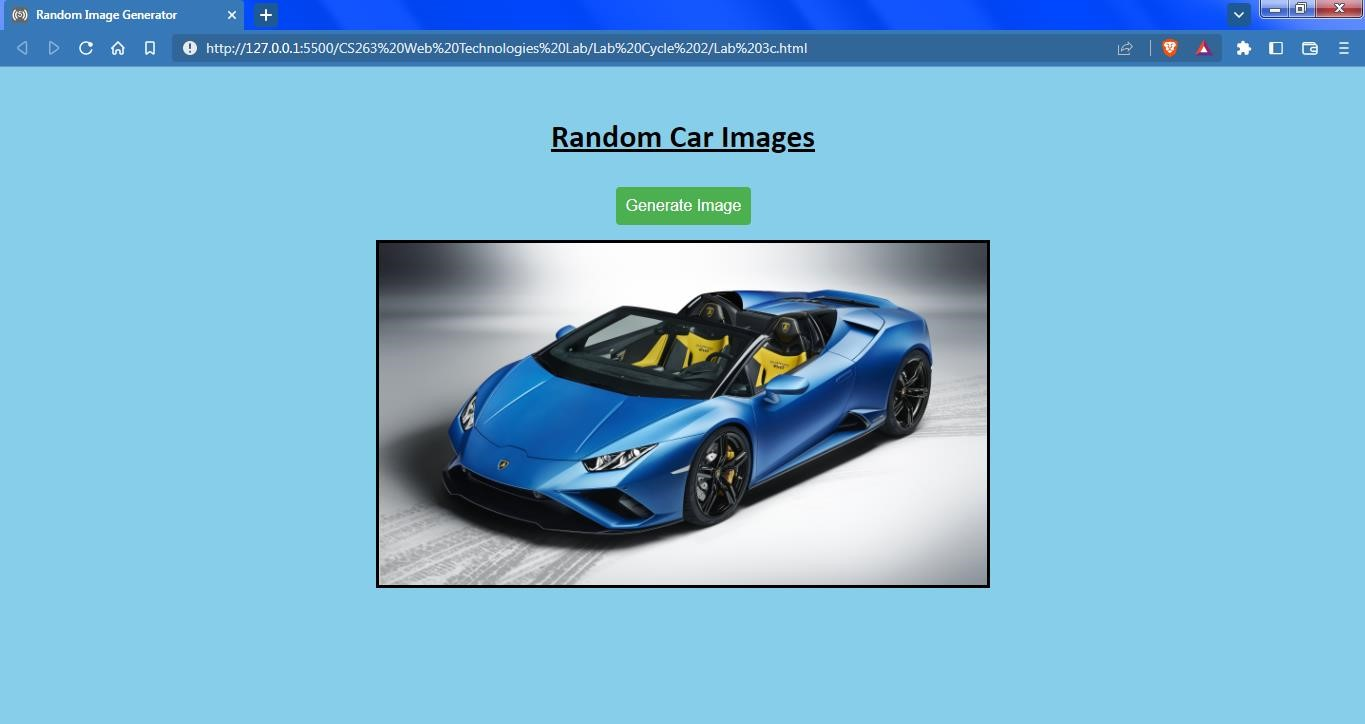 Random Image Generator
http://127.0.0.1:5500/CS263%20Web%20Technologies%20Lab/Lab%20Cycle%202/Lab%203c.html
Random Car Images
Generate Image